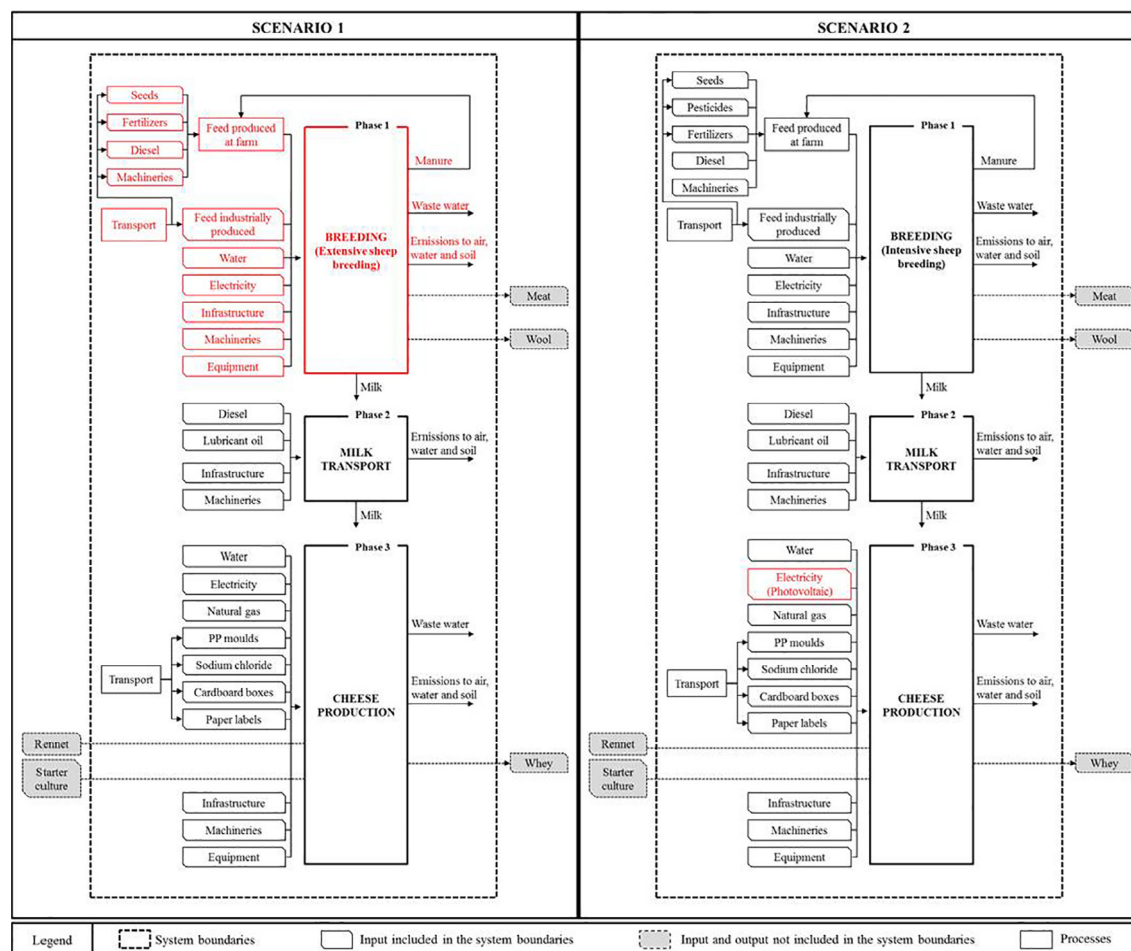 SCENARIO 1
Seeds
Fertilizers
Diesel
Machineries
Feed produced
at farm
Transport
Feed industrially
produced
Water
Electricity
Infrastructure
Machineries
Equipment
Phase 1
BREEDING
(Extensive sheep
breeding)
Manure
Waste water
Emissions to air,
water and soil
Meat
Wool
Milk
Diesel
Lubricant oil
Infrastructure
Machineries
Phase 2
MILK
TRANSPORT
Emissions to air,
water and soil
Milk
Water
Electricity
Natural gas
PP moulds
Sodium chloride
Cardboard boxes
Paper labels
Transport
Phase 3
CHEESE
PRODUCTION
Waste water
Emissions to air,
water and soil
Rennet
Starter
culture
Whey
Infrastructure
Machineries
Equipment
SCENARIO 2
Seeds
Pesticides
Fertilizers
Diesel
Machineries
Feed produced
at farm
Transport
Feed industrially
produced
Water
Electricity
Infrastructure
Machineries
Equipment
Phase 1
BREEDING
(Intensive sheep
breeding)
Manure
Waste water
Emissions to air,
water and soil
Meat
Wool
Milk
Diesel
Lubricant oil
Infrastructure
Machineries
Phase 2
MILK
TRANSPORT
Emissions to air,
water and soil
Milk
Water
Electricity
(Photovoltaic)
Natural gas
PP moulds
Sodium chloride
Cardboard boxes
Paper labels
Transport
Phase 3
CHEESE
PRODUCTION
Waste water
Emissions to air,
water and soil
Rennet
Starter
culture
Whey
Infrastructure
Machineries
Equipment
Legend
System boundaries
Input included in the system boundaries
Input and output not included in the system boundaries
Processes